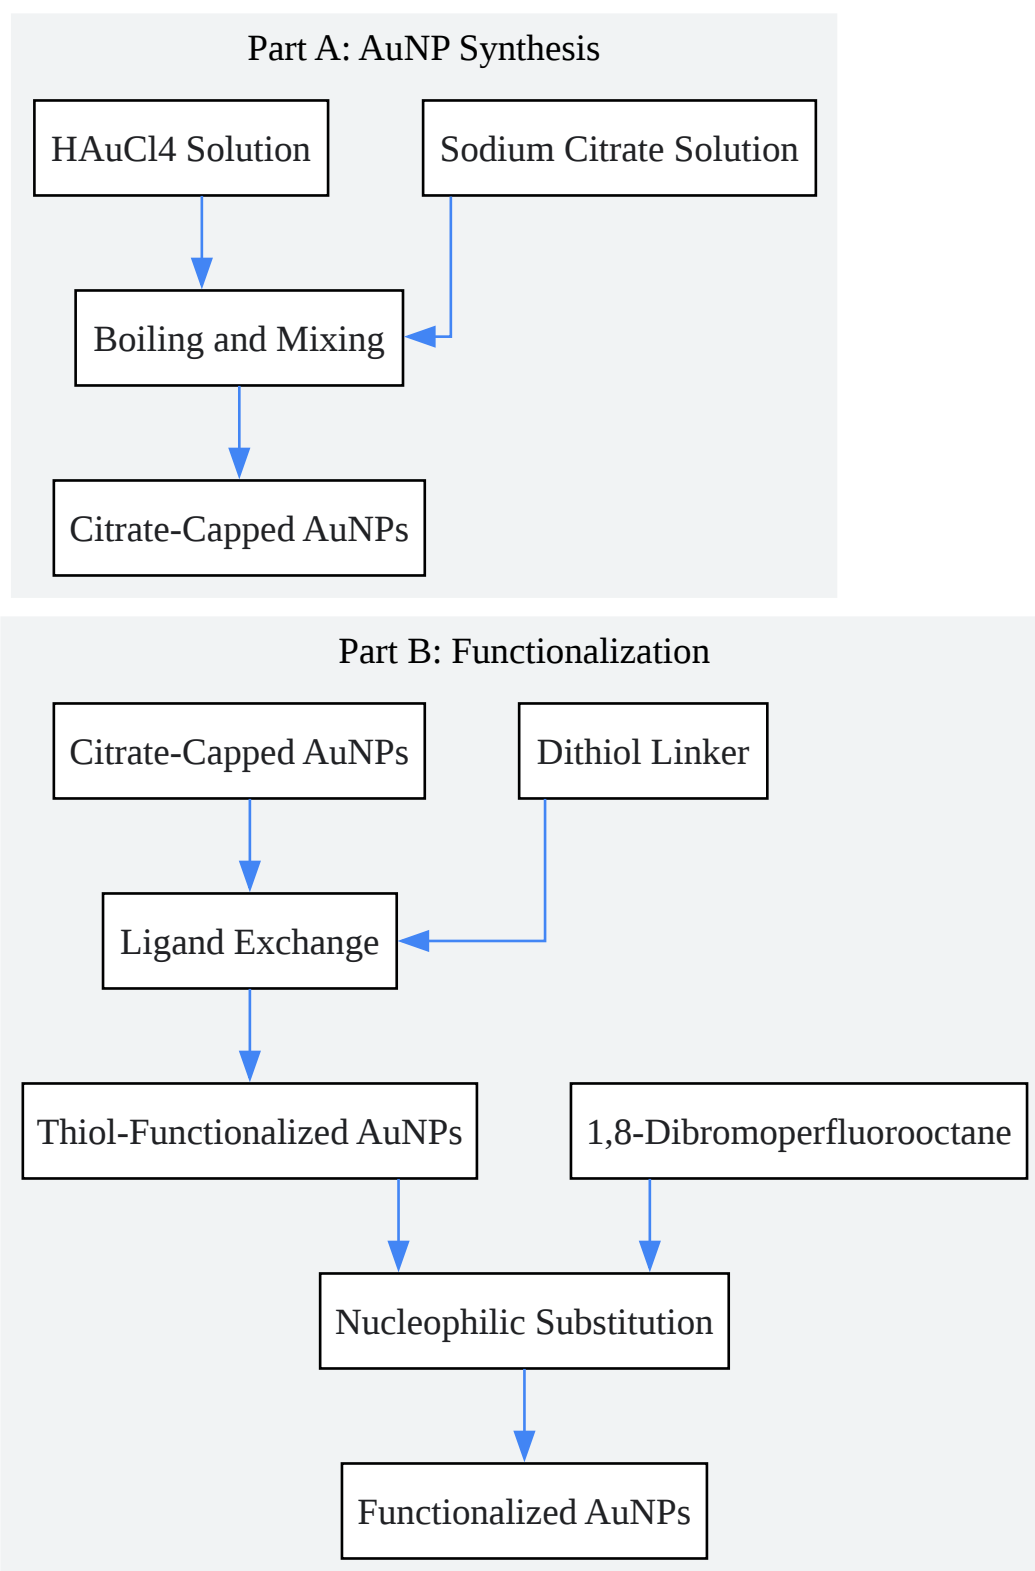 Part A: AuNP Synthesis
HAuCl4 Solution
Sodium Citrate Solution
Boiling and Mixing
Citrate-Capped AuNPs
Part B: Functionalization
Citrate-Capped AuNPs
Dithiol Linker
Ligand Exchange
Thiol-Functionalized AuNPs
1,8-Dibromoperfluorooctane
Nucleophilic Substitution
Functionalized AuNPs